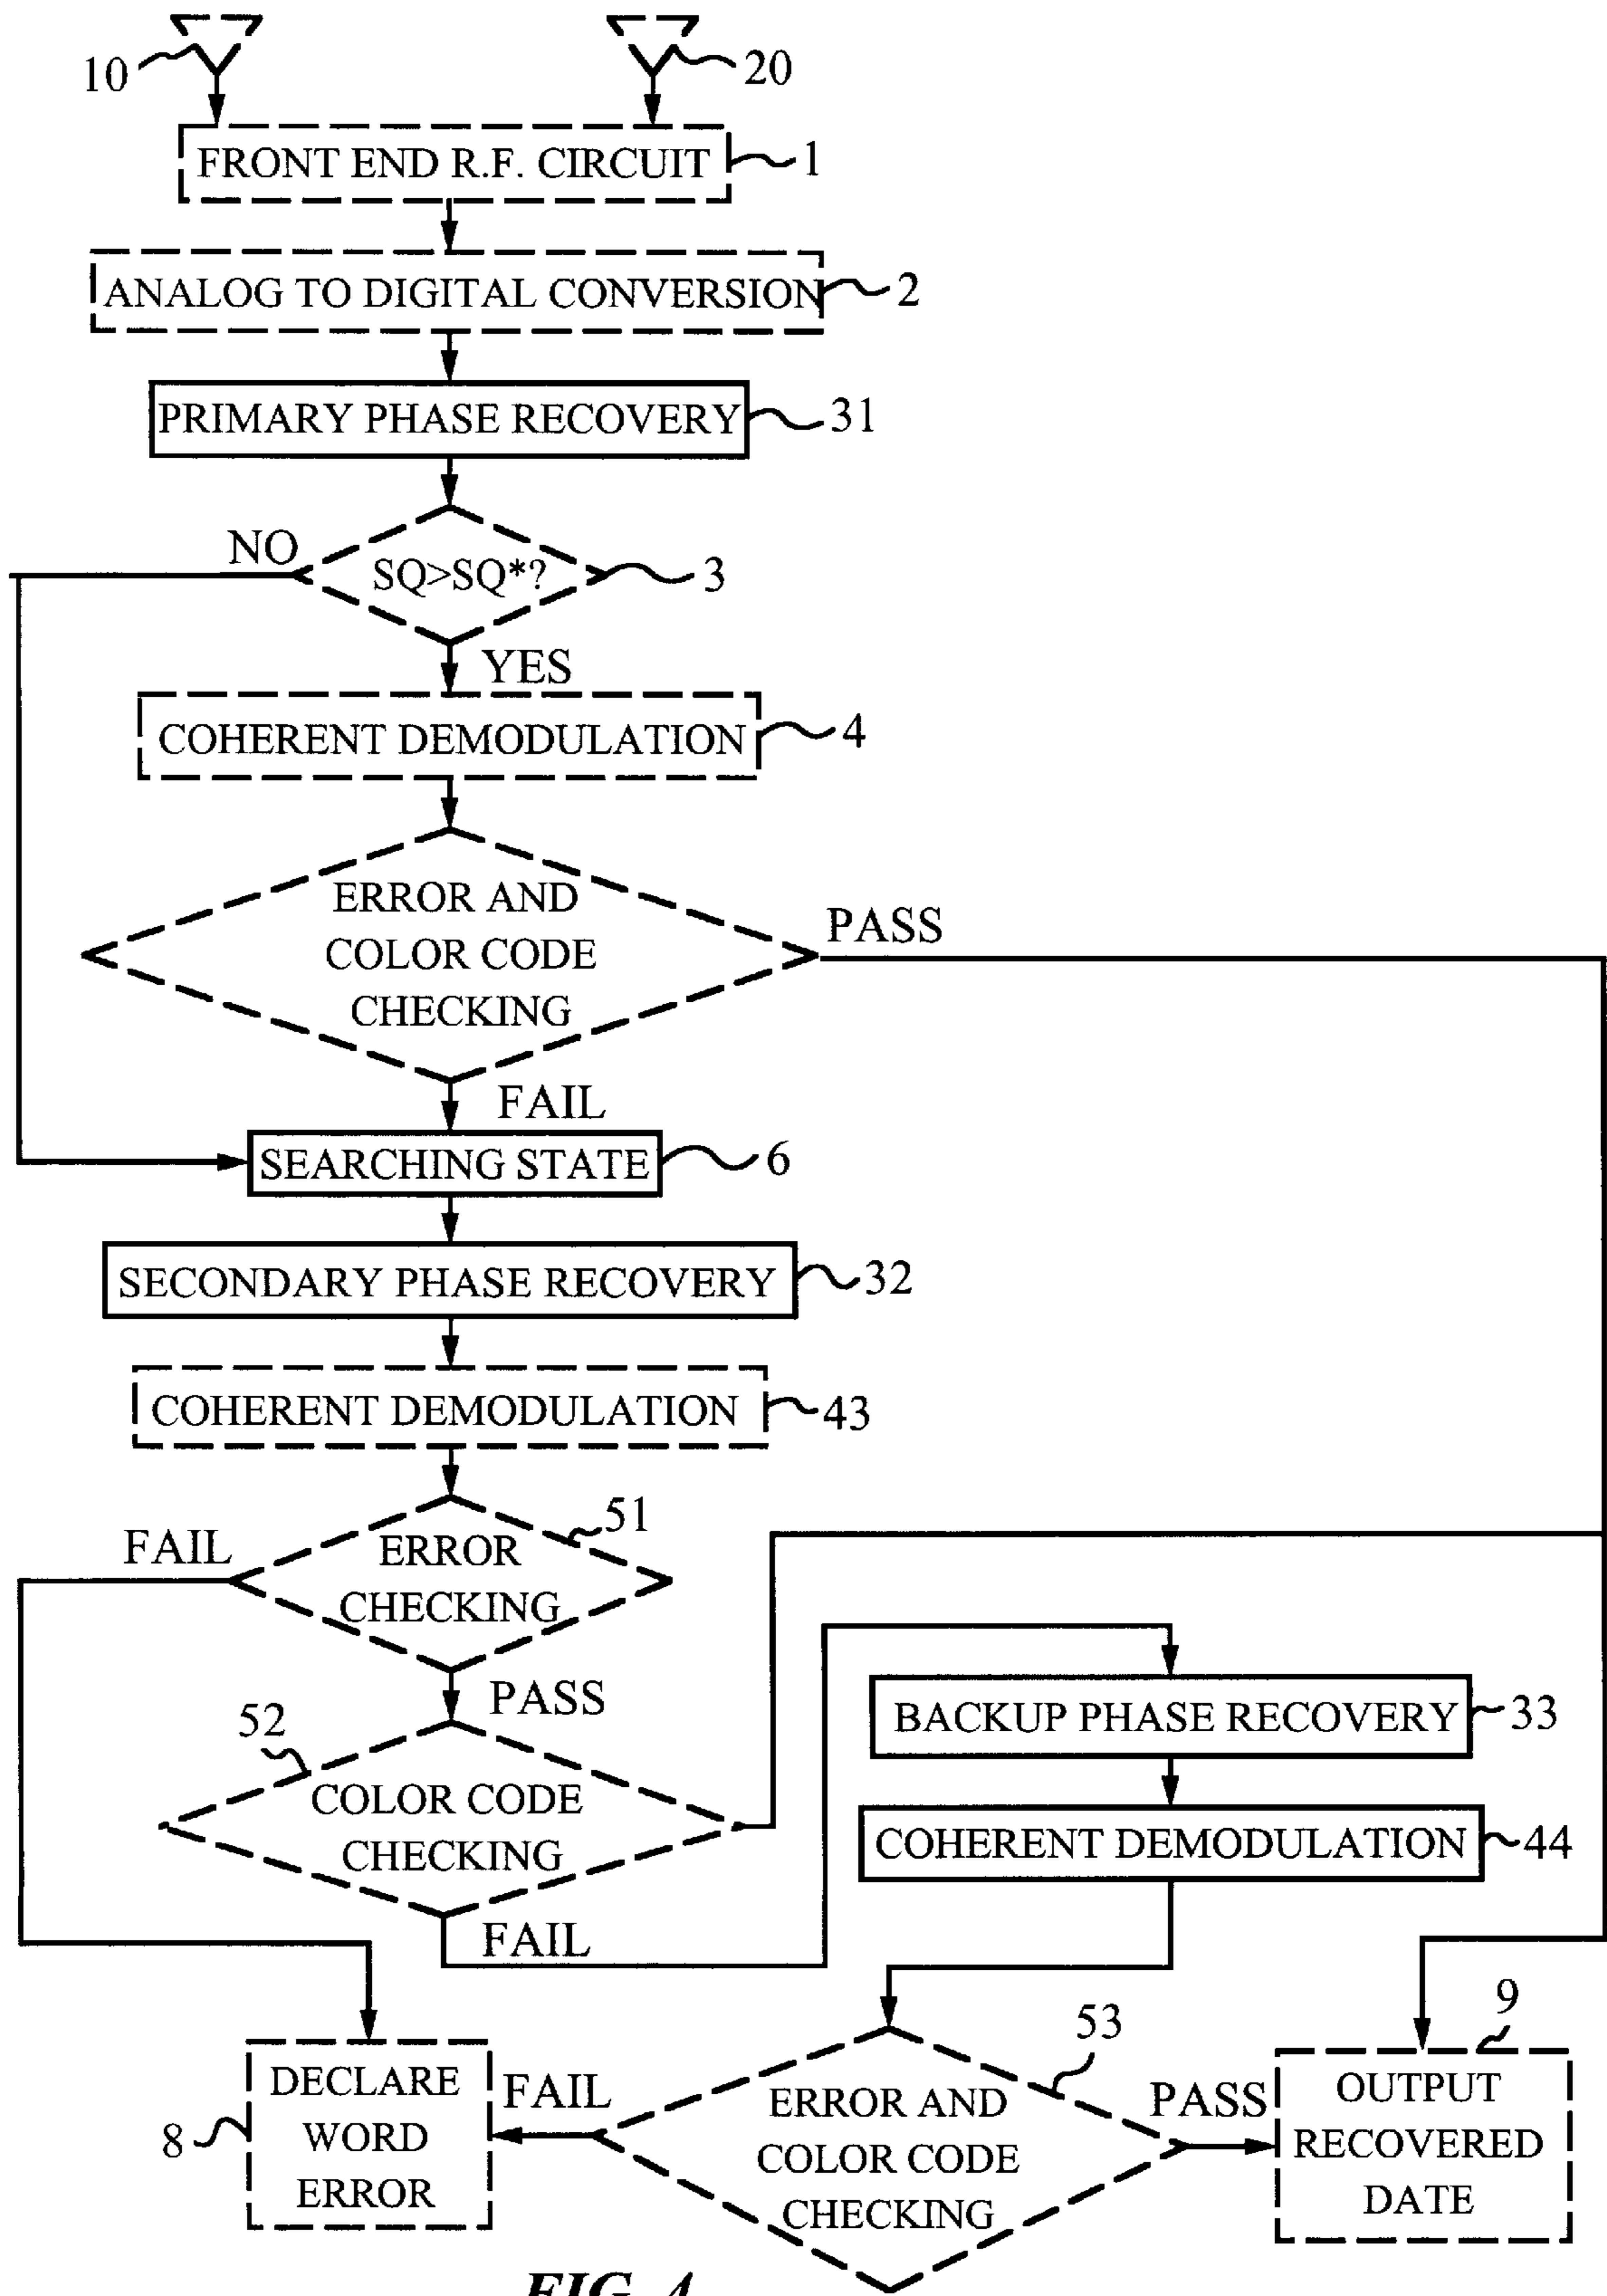 10
20
FRONT END R.F. CIRCUIT
1
ANALOG TO DIGITAL CONVERSION
2
PRIMARY PHASE RECOVERY
31
NO
SQ>SQ*?
3
YES
COHERENT DEMODULATION
4
ERROR AND
COLOR CODE
CHECKING
PASS
FAIL
SEARCHING STATE
6
SECONDARY PHASE RECOVERY
32
COHERENT DEMODULATION
43
FAIL
ERROR
CHECKING
51
PASS
52
COLOR CODE
CHECKING
FAIL
BACKUP PHASE RECOVERY
33
COHERENT DEMODULATION
44
8
DECLARE
WORD
ERROR
FAIL
ERROR AND
COLOR CODE
CHECKING
53
PASS
9
OUTPUT
RECOVERED
DATE
FIG. 4